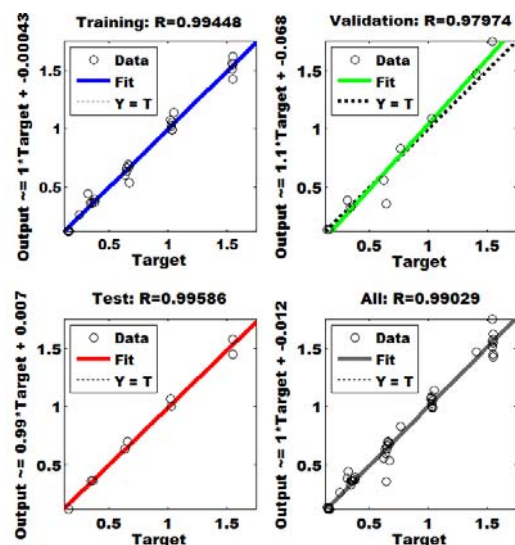 Training: R=0.99448
Output ~= 1*Target + -0.00043
Data
Fit
Y = T
1.5
1
0.5
0.5 1 1.5
Target
Validation: R=0.97974
Output ~= 1.1*Target + -0.068
Data
Fit
Y = T
1.5
1
0.5
0.5 1 1.5
Target
Test: R=0.99586
Output ~= 0.99*Target + 0.007
Data
Fit
Y = T
1.5
1
0.5
0.5 1 1.5
Target
All: R=0.99029
Output ~= 1*Target + -0.012
Data
Fit
Y = T
1.5
1
0.5
0.5 1 1.5
Target